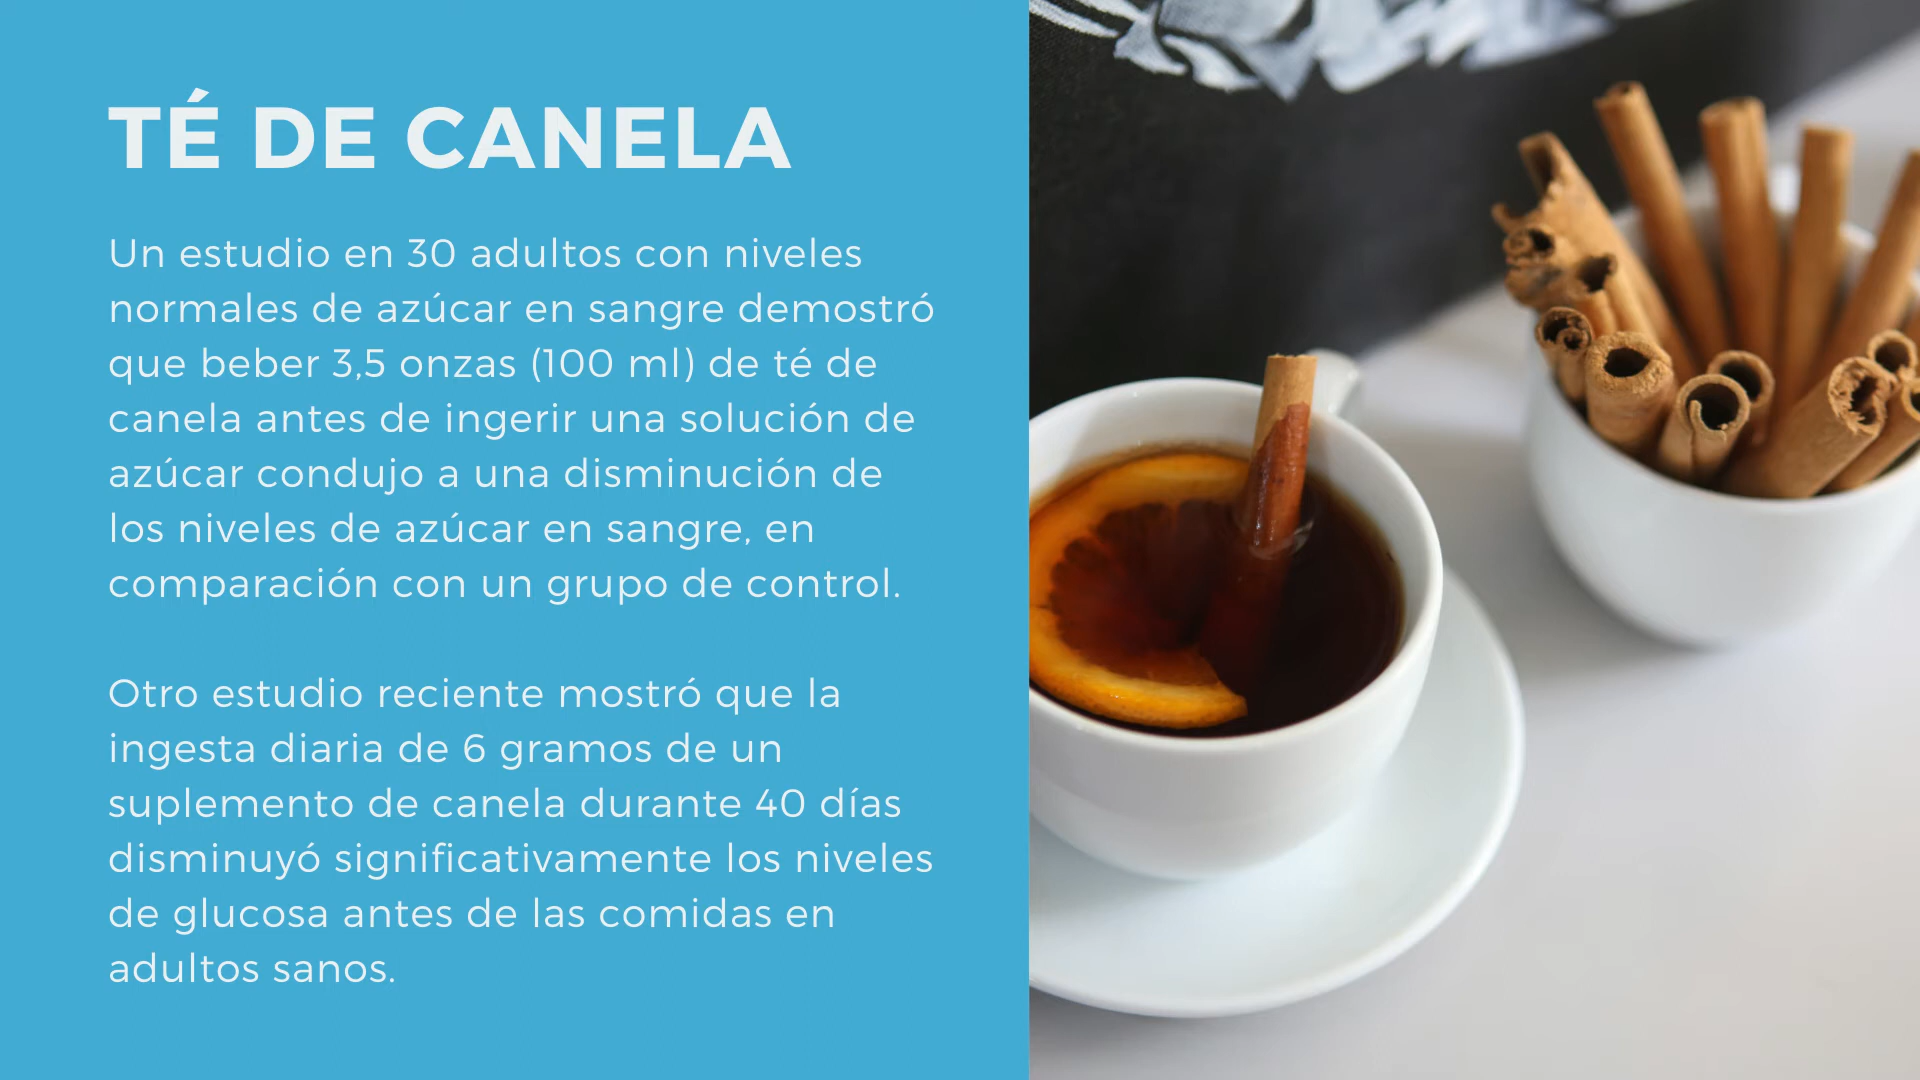 TÉ DE CANELA
Un estudio en 30 adultos con niveles
normales de azúcar en sangre demostró
que beber 3,5 onzas (100 ml) de té de
canela antes de ingerir una solución de
azúcar condujo a una disminución de
los niveles de azúcar en sangre, en
comparación con un grupo de control.
Otro estudio reciente mostró que la
ingesta diaria de 6 gramos de un
suplemento de canela durante 40 días
disminuyó significativamente los niveles
de glucosa antes de las comidas en
adultos sanos.